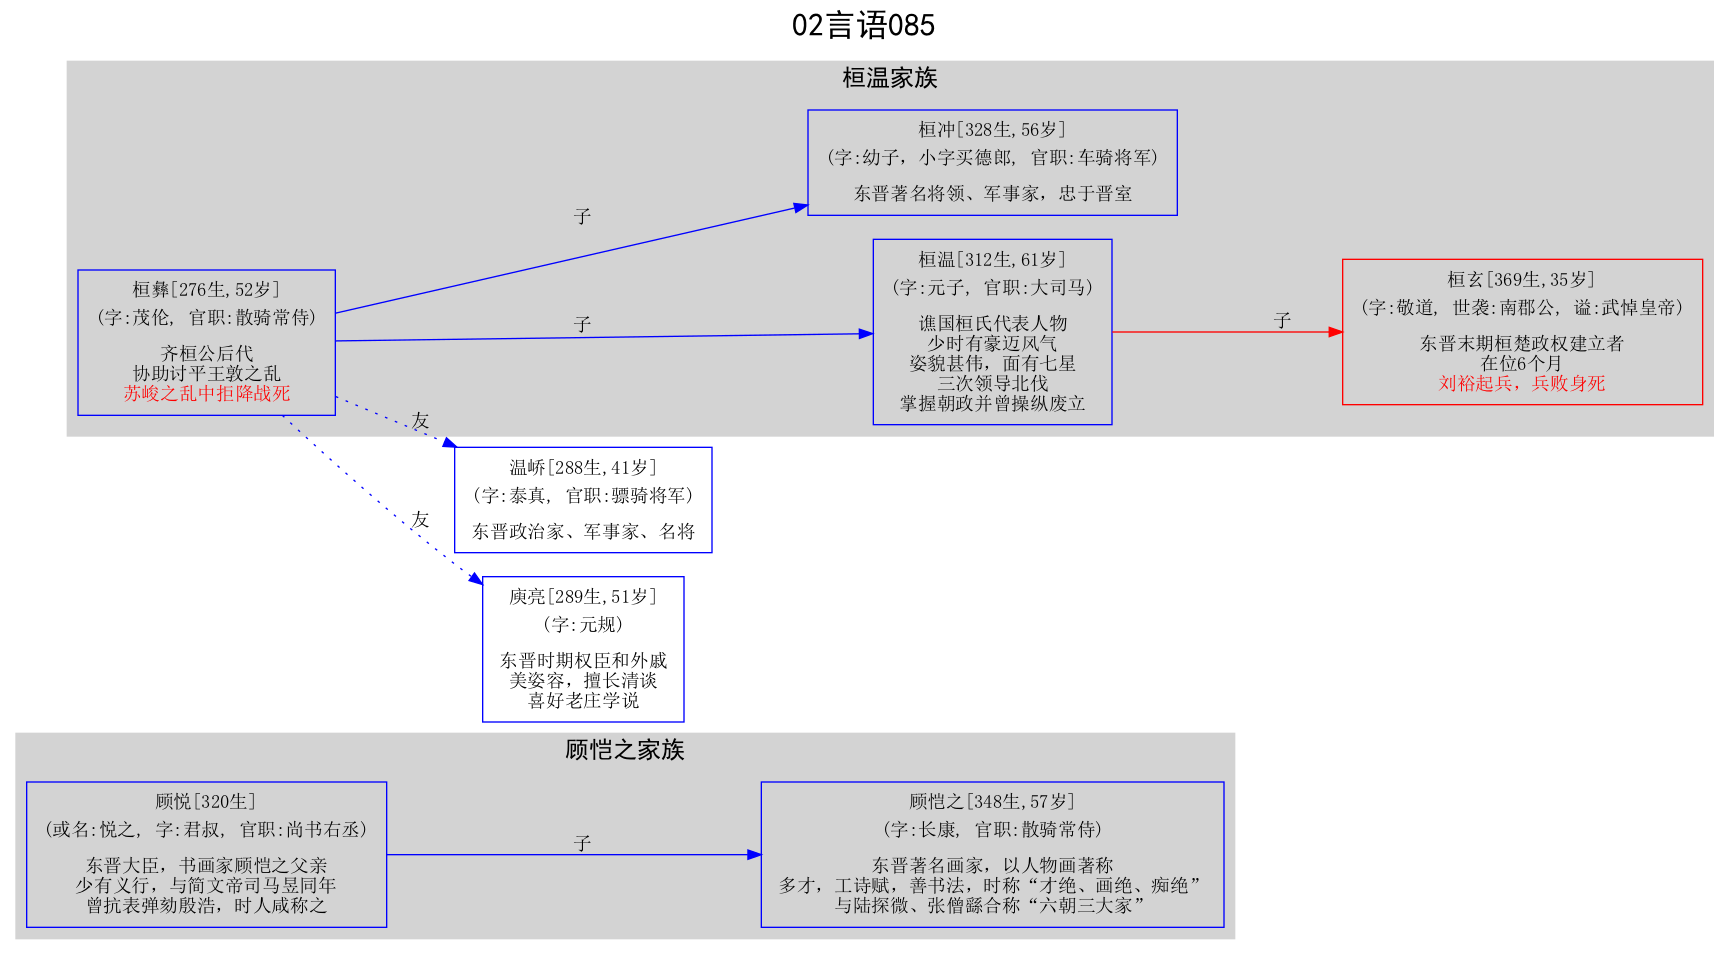 02言语085
桓温家族
桓冲[328生,56岁]
(字:幼子，小字买德郎, 官职:车骑将军)
东晋著名将领、军事家，忠于晋室
子
桓温[312生,61岁]
(字:元子, 官职:大司马)
谯国桓氏代表人物
少时有豪迈风气
姿貌甚伟，面有七星
三次领导北伐
掌握朝政并曾操纵废立
子
桓玄[369生,35岁]
(字:敬道, 世袭:南郡公, 谥:武悼皇帝)
东晋末期桓楚政权建立者
在位6个月
刘裕起兵，兵败身死
子
桓彝[276生,52岁]
(字:茂伦, 官职:散骑常侍)
齐桓公后代
协助讨平王敦之乱
苏峻之乱中拒降战死
友
温峤[288生,41岁]
(字:泰真, 官职:骠骑将军)
东晋政治家、军事家、名将
友
庾亮[289生,51岁]
(字:元规)
东晋时期权臣和外戚
美姿容，擅长清谈
喜好老庄学说
顾恺之家族
顾悦[320生]
(或名:悦之, 字:君叔, 官职:尚书右丞)
东晋大臣，书画家顾恺之父亲
少有义行，与简文帝司马昱同年
曾抗表弹劾殷浩，时人咸称之
子
顾恺之[348生,57岁]
(字:长康, 官职:散骑常侍)
东晋著名画家，以人物画著称
多才，工诗赋，善书法，时称“才绝、画绝、痴绝”
与陆探微、张僧繇合称“六朝三大家”